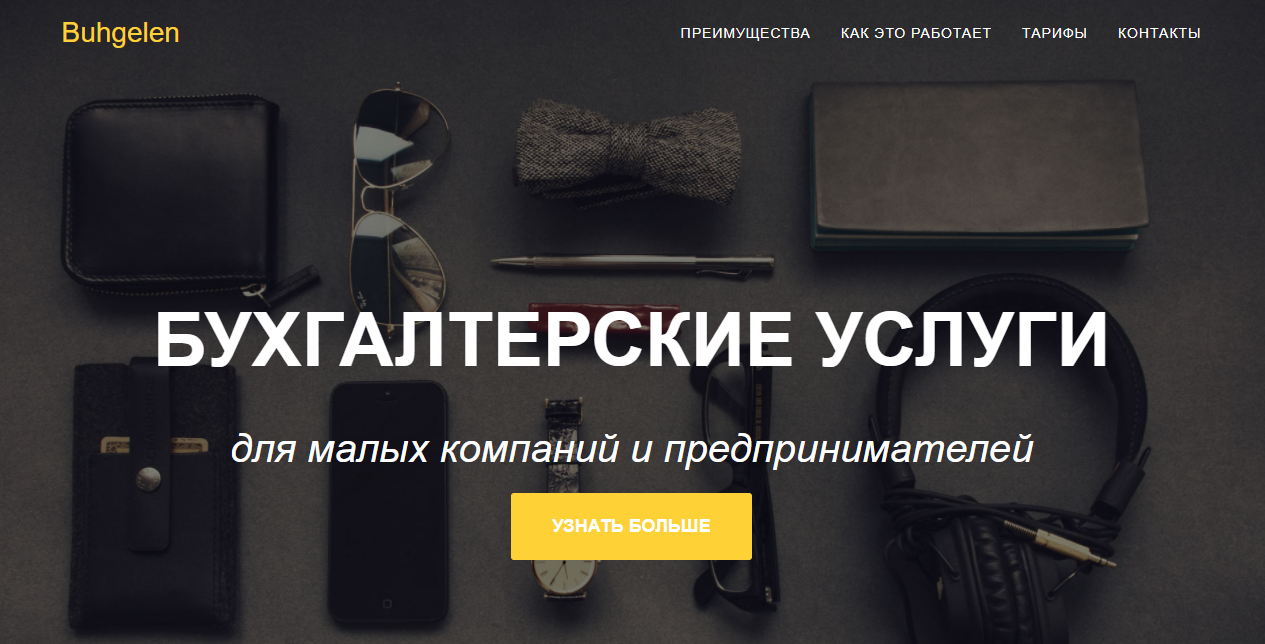 Buhgelen
ПРЕИМУЩЕСТВА КАК ЭТО РАБОТАЕТ ТАРИФЫ КОНТАКТЫ
БУХГАЛТЕРСКИЕ УСЛУГИ
для малых компаний и предпринимателей
УЗНАТЬ БОЛЬШЕ